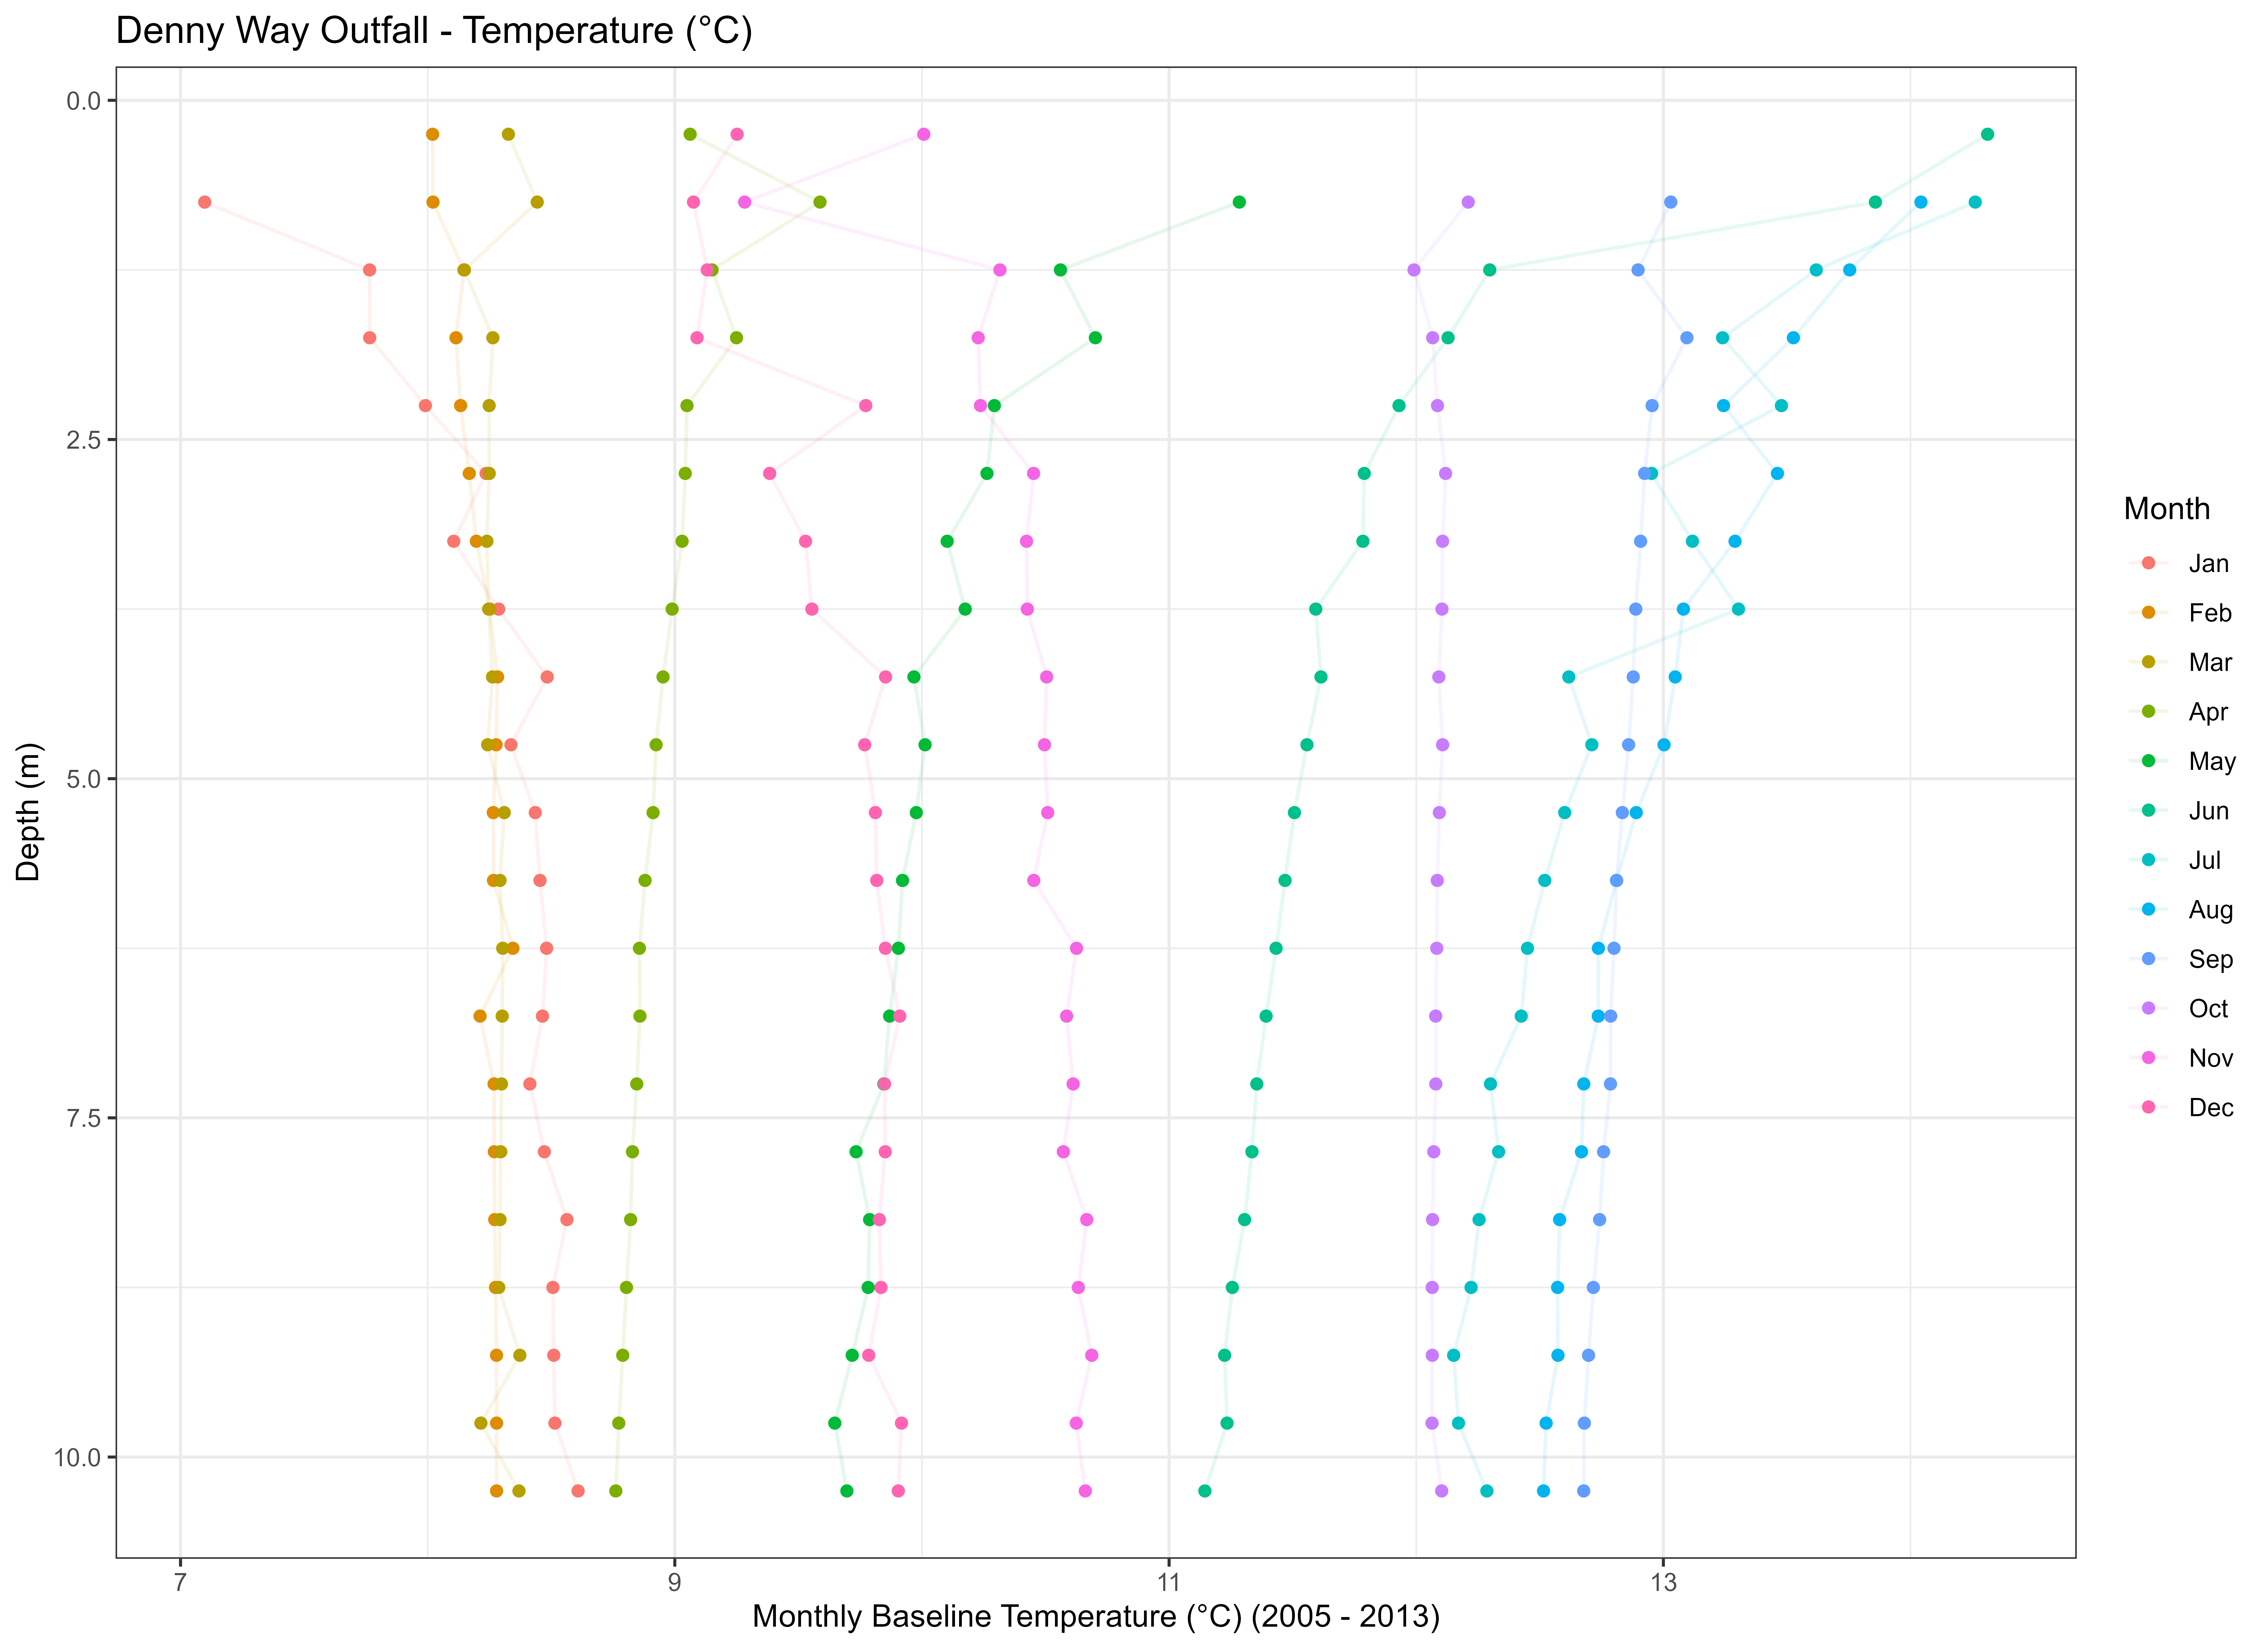 Denny Way Outfall - Temperature (°C)
0.0
2.5
5.0
7.5
10.0
Depth (m)
7
9
11
13
Monthly Baseline Temperature (°C) (2005 - 2013)
Month
Jan
Feb
Mar
Apr
May
Jun
Jul
Aug
Sep
Oct
Nov
Dec